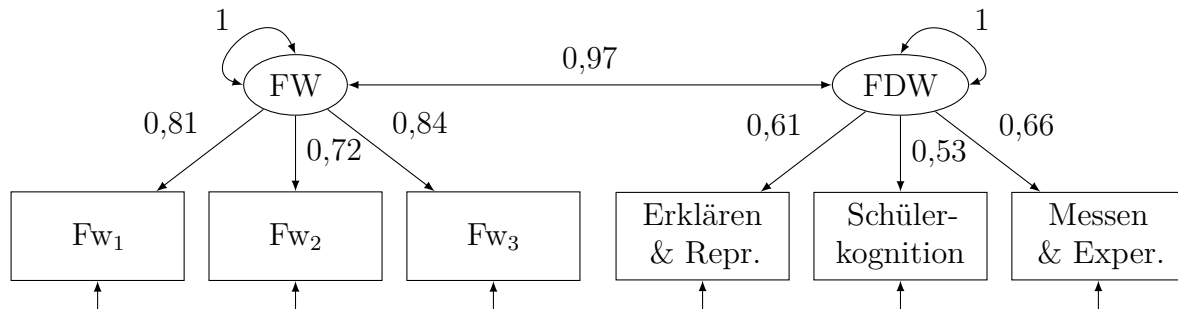 1
1
0,97
FW
FDW
0,81
0,84
0,61
0,66
0,72
0,53
Fw₁
Fw₂
Fw₃
Erklären
& Repr.
Schüler-
kognition
Messen
& Exper.